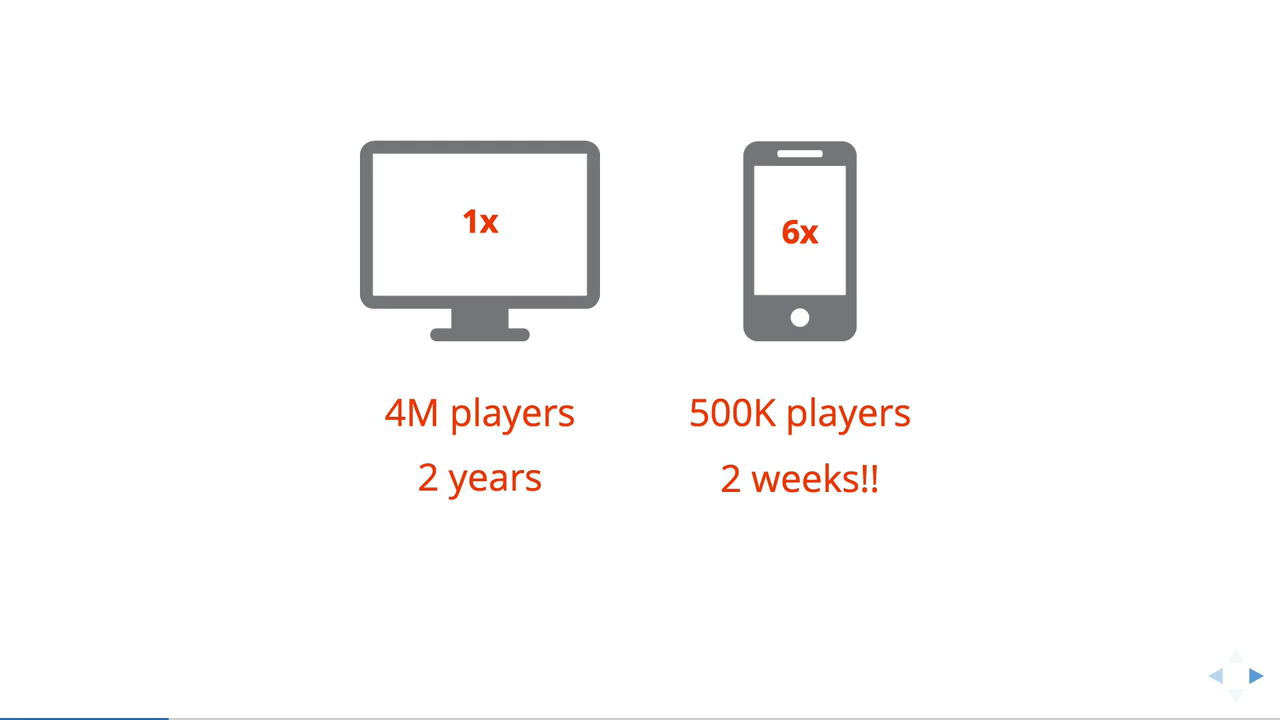 1x
6x
4M players
500K players
2 years
2 weeks!!